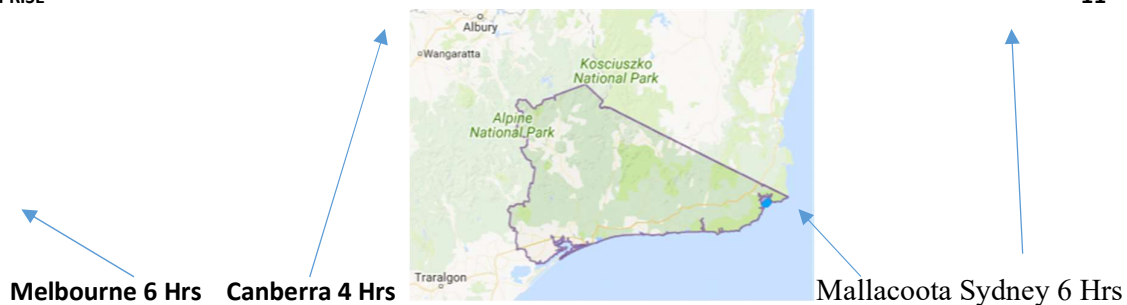 Albury
Wangaratta
Kosciuszko
National Park
Alpine
National Park
Traralgon
Melbourne 6 Hrs Canberra 4 Hrs Mallacoota Sydney 6 Hrs